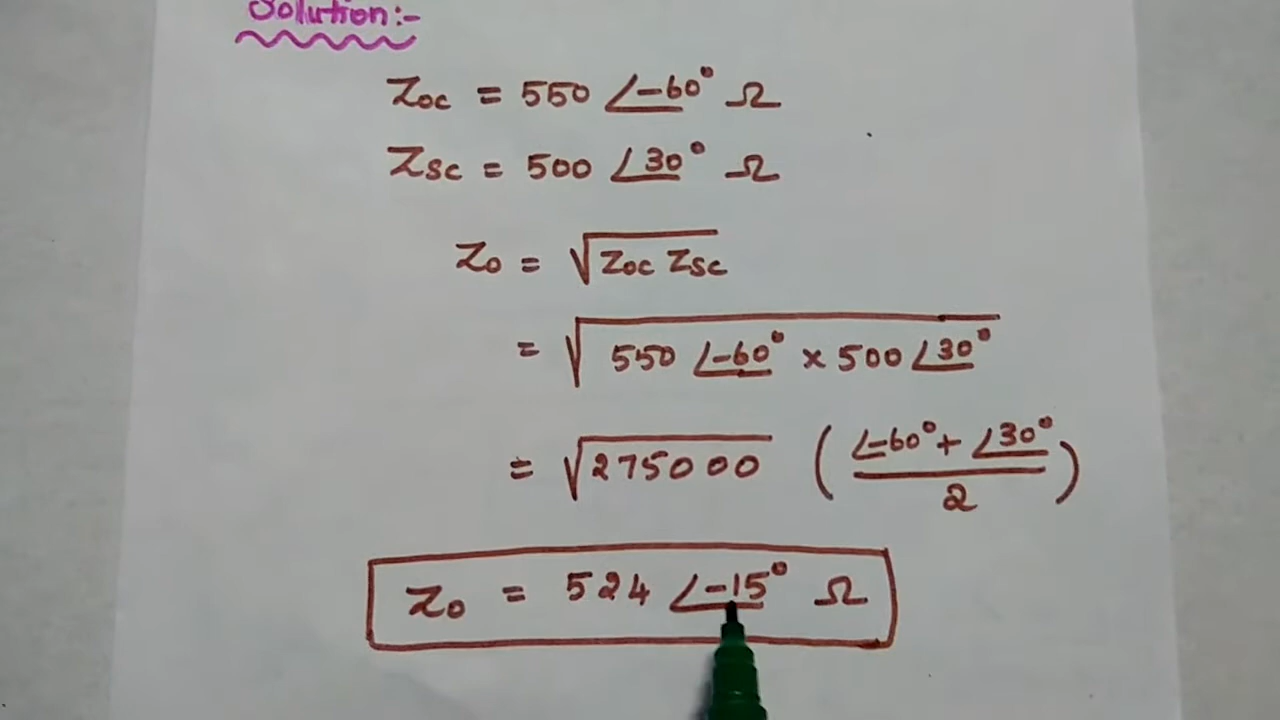 Solution:-
Zoc = 550 ∠-60° Ω
Zsc = 500 ∠30° Ω
Zo = √Zoc Zsc
= √550 ∠-60° × 500 ∠30°
= √275000 (∠-60° + ∠30° / 2)
Zo = 524 ∠-15° Ω